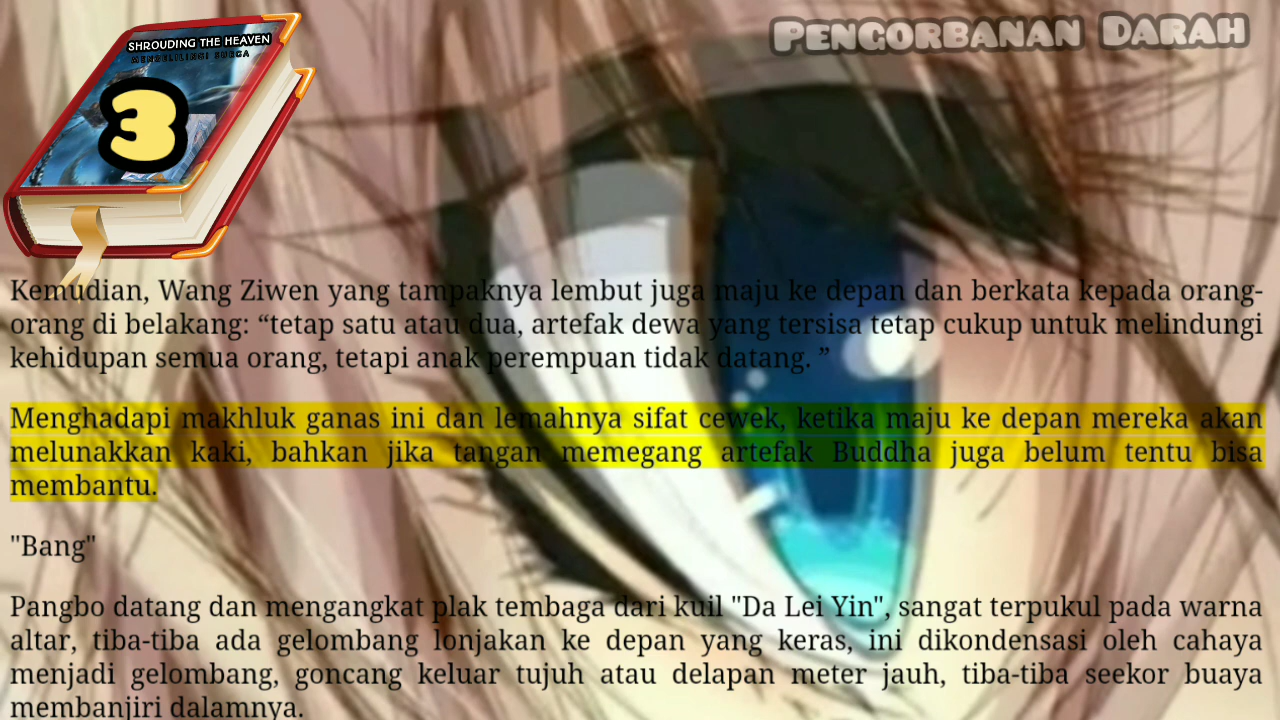 SHROUDING THE HEAVEN
MENGELILINGI SURGA
3
Pengorbanan Darah
Kemudian, Wang Ziwen yang tampaknya lembut juga maju ke depan dan berkata kepada orang-
orang di belakang: “tetap satu atau dua, artefak dewa yang tersisa tetap cukup untuk melindungi
kehidupan semua orang, tetapi anak perempuan tidak datang. ”
Menghadapi makhluk ganas ini dan lemahnya sifat cewek, ketika maju ke depan mereka akan
melunakkan kaki, bahkan jika tangan memegang artefak Buddha juga belum tentu bisa
membantu.
"Bang"
Pangbo datang dan mengangkat plak tembaga dari kuil "Da Lei Yin", sangat terpukul pada warna
altar, tiba-tiba ada gelombang lonjakan ke depan yang keras, ini dikondensasi oleh cahaya
menjadi gelombang, goncang keluar tujuh atau delapan meter jauh, tiba-tiba seekor buaya
membanjiri dalamnya.